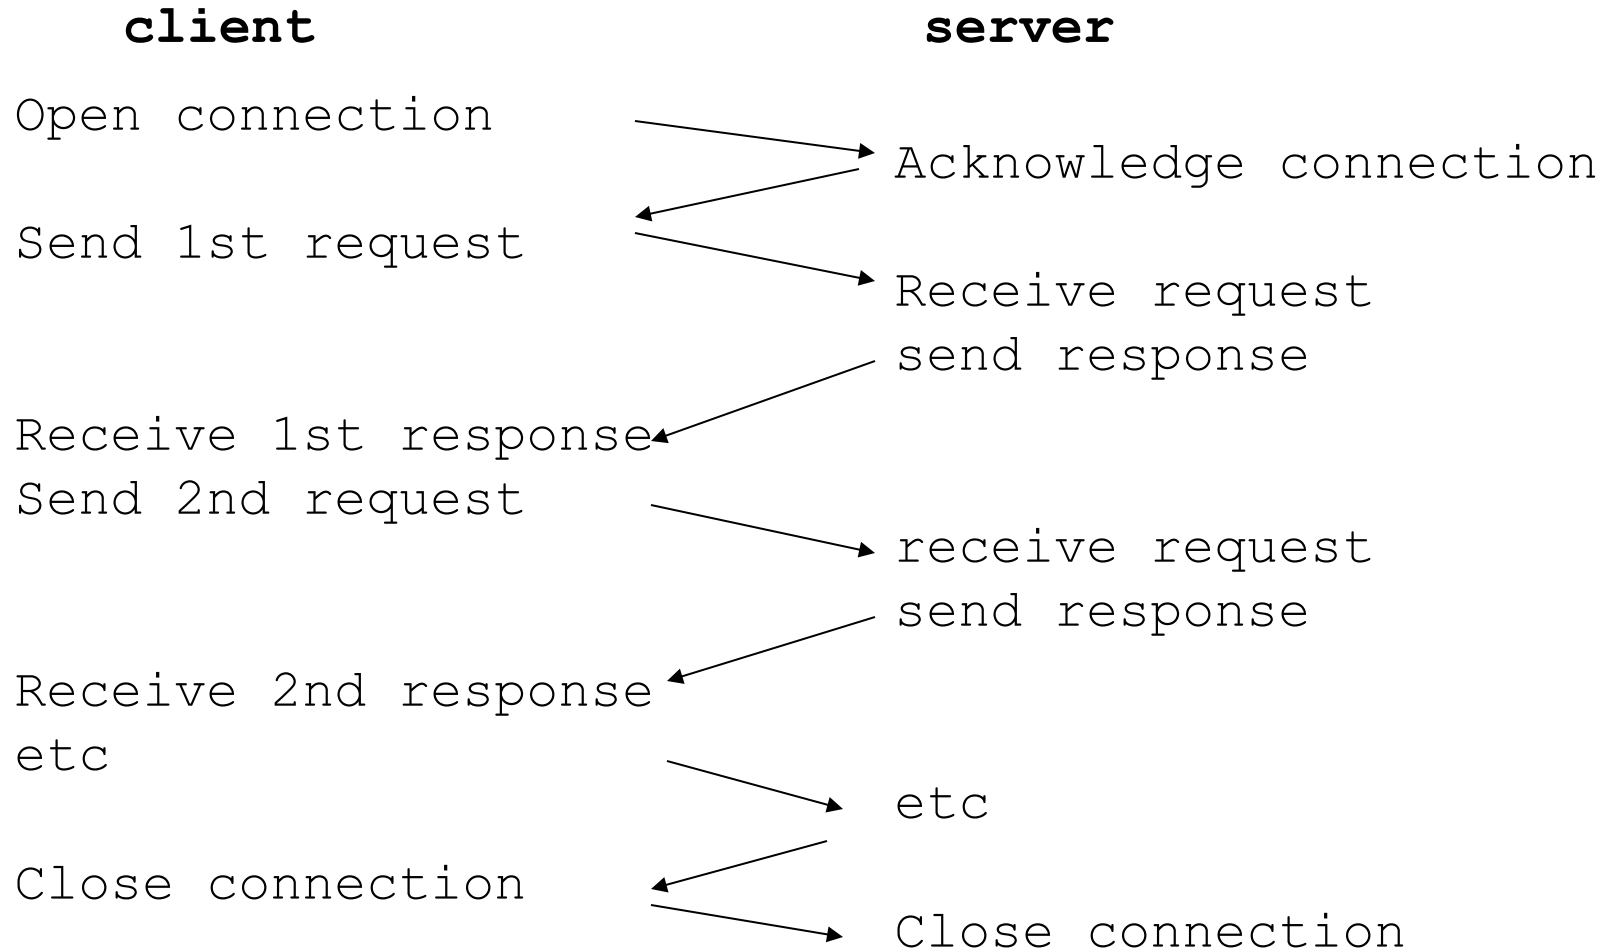 client server
Open connection
Acknowledge connection
Send 1st request
Receive request
send response
Receive 1st response
Send 2nd request
receive request
send response
Receive 2nd response
etc
etc
Close connection
Close connection